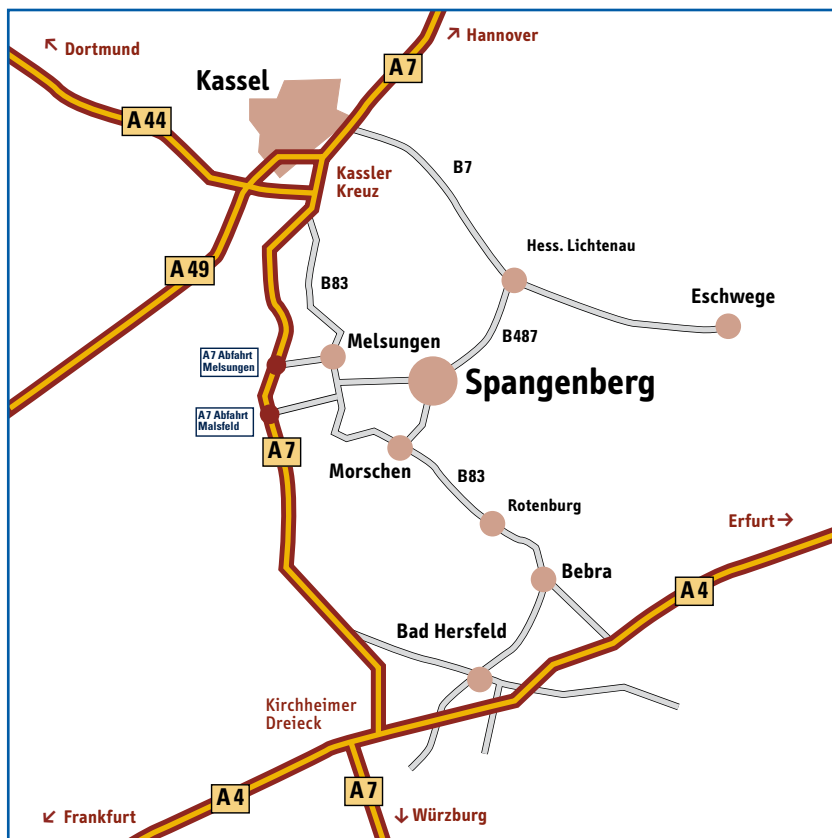 Hannover
Dortmund
A 7
Kassel
A 44
B7
Kassler
Kreuz
Hess. Lichtenau
A 49
B83
Eschwege
B487
Melsungen
A7 Abfahrt
Melsungen
Spangenberg
A7 Abfahrt
Malsfeld
A 7
Morschen
B83
Rotenburg
Erfurt
Bebra
A 4
Bad Hersfeld
Kirchheimer
Dreieck
A 4
A 7
Frankfurt
Würzburg